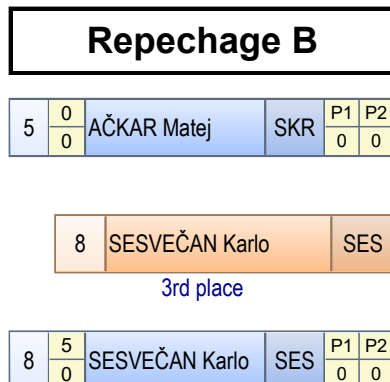 Repechage B
5 0 0 AČKAR Matej SKR P1 P2 0 0
8 SESVEČAN Karlo SES
3rd place
8 5 0 SESVEČAN Karlo SES P1 P2 0 0